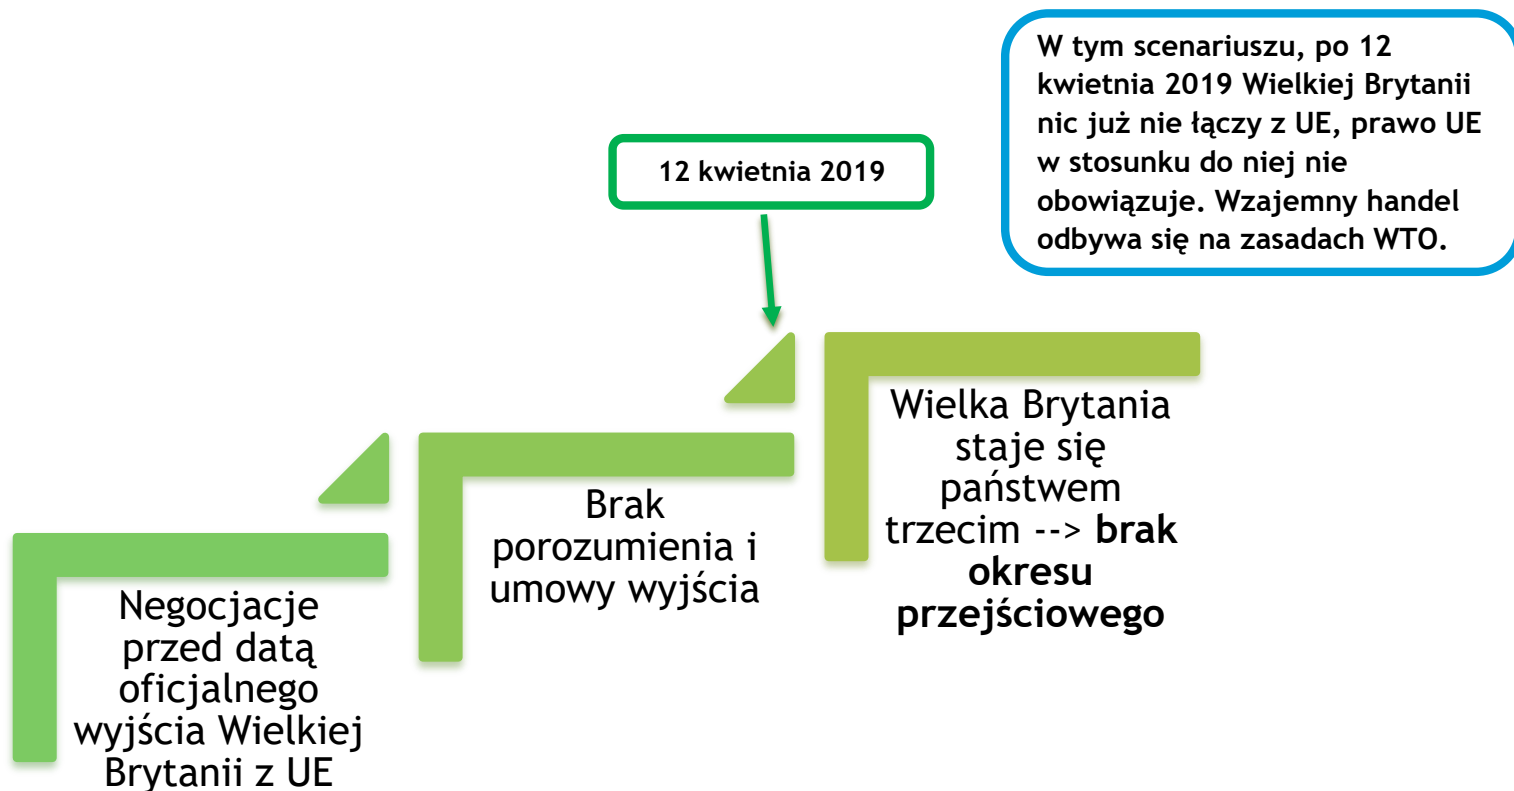 W tym scenariuszu, po 12
kwietnia 2019 Wielkiej Brytanii
nic już nie łączy z UE, prawo UE
w stosunku do niej nie
obowiązuje. Wzajemny handel
odbywa się na zasadach WTO.
12 kwietnia 2019
Negocjacje
przed datą
oficjalnego
wyjścia Wielkiej
Brytanii z UE
Brak
porozumienia i
umowy wyjścia
Wielka Brytania
staje się
państwem
trzecim --> brak
okresu
przejściowego